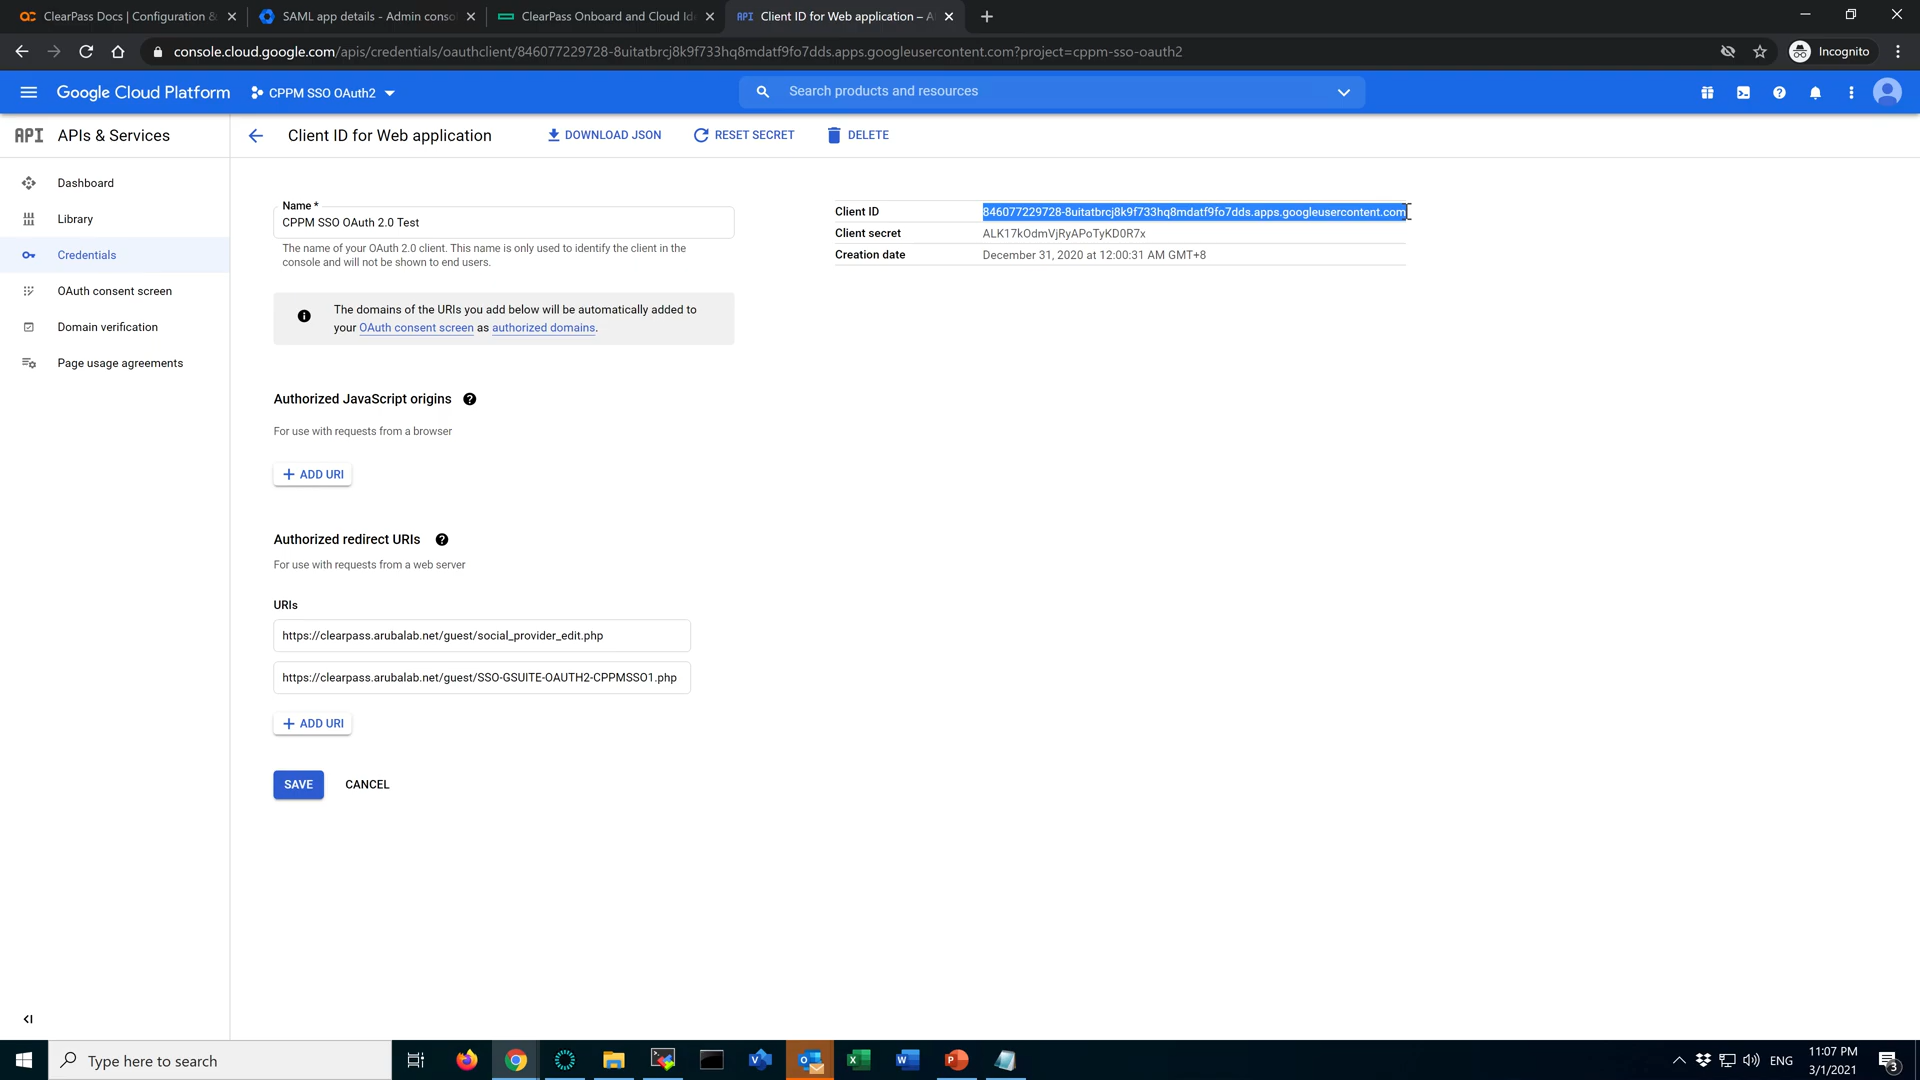 ClearPass Docs | Configuration &
SAML app details - Admin conso
ClearPass Onboard and Cloud Ide
API Client ID for Web application – A
console.cloud.google.com/apis/credentials/oauthclient/846077229728-8uitatbrcj8k9f733hq8mdatf9fo7dds.apps.googleusercontent.com?project=cppm-sso-oauth2
Incognito
Google Cloud Platform
CPPM SSO OAuth2
Search products and resources
API APIs & Services
Client ID for Web application
DOWNLOAD JSON
RESET SECRET
DELETE
Dashboard
Library
Credentials
OAuth consent screen
Domain verification
Page usage agreements
Name *
CPPM SSO OAuth 2.0 Test
The name of your OAuth 2.0 client. This name is only used to identify the client in the
console and will not be shown to end users.
The domains of the URIs you add below will be automatically added to
your OAuth consent screen as authorized domains.
Authorized JavaScript origins
For use with requests from a browser
ADD URI
Authorized redirect URIs
For use with requests from a web server
URIs
https://clearpass.arubalab.net/guest/social_provider_edit.php
https://clearpass.arubalab.net/guest/SSO-GSUITE-OAUTH2-CPPMSSO1.php
ADD URI
SAVE
CANCEL
Client ID 846077229728-8uitatbrcj8k9f733hq8mdatf9fo7dds.apps.googleusercontent.com
Client secret ALK17kOdmVjRyAPoTyKD0R7x
Creation date December 31, 2020 at 12:00:31 AM GMT+8
Type here to search
ENG
11:07 PM
3/1/2021
3